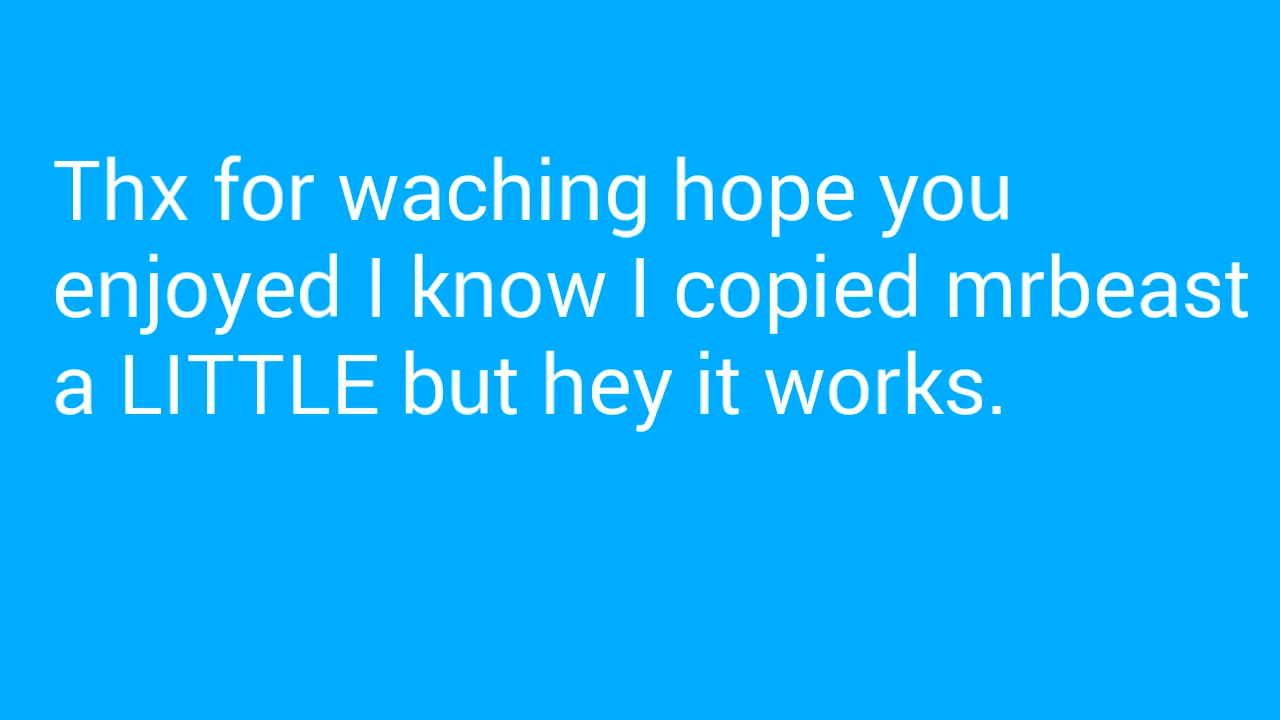 Thx for waching hope you
enjoyed I know I copied mrbeast
a LITTLE but hey it works.